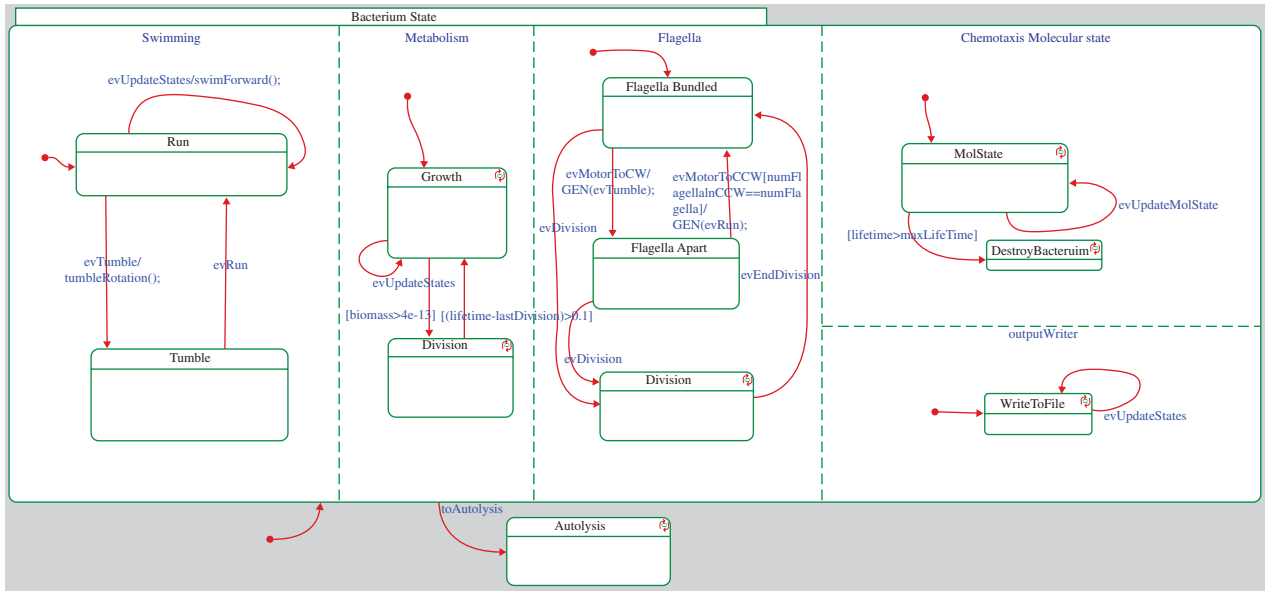 Bacterium State
Swimming
evUpdateStates/swimForward();
Run
evTumble/
tumbleRotation();
evRun
Tumble
Metabolism
Growth
evUpdateStates
[biomass>4e-13]
[(lifetime-lastDivision)>0.1]
Division
Flagella
Flagella Bundled
evMotorToCW/
GEN(evTumble);
evMotorToCCW[numFl
agellaInCCW==numFla
gella]/
GEN(evRun);
evDivision
Flagella Apart
evEndDivision
evDivision
Division
Chemotaxis Molecular state
MolState
evUpdateMolState
[lifetime>maxLifeTime]
DestroyBacteruim
outputWriter
WriteToFile
evUpdateStates
toAutolysis
Autolysis